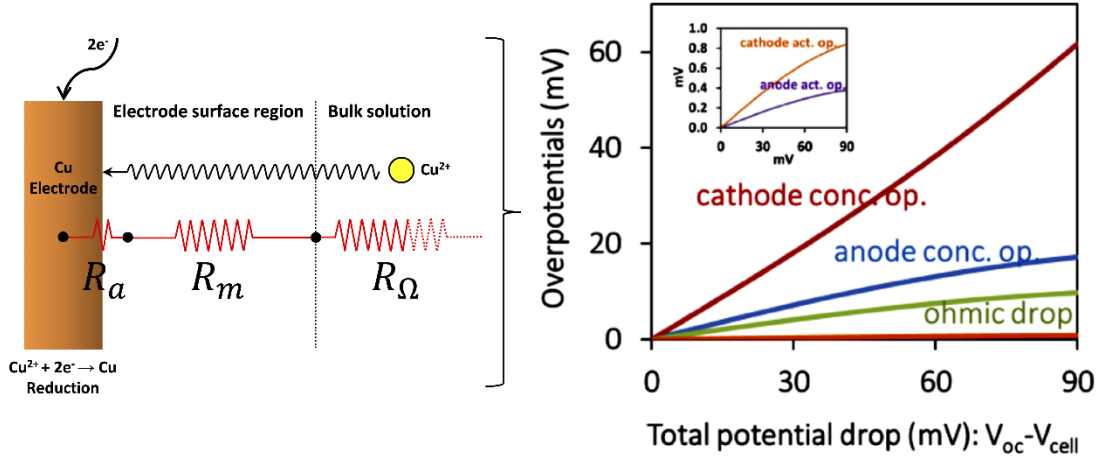 2e-
Electrode surface region
Bulk solution
Cu
Electrode
Cu²⁺
Rₐ
Rₘ
R_Ω
Cu²⁺ + 2e⁻ → Cu
Reduction
Overpotentials (mV)
60
40
20
0
0
30
60
90
Total potential drop (mV): V_oc-V_cell
cathode conc. op.
anode conc. op.
ohmic drop
1.0
0.8
0.6
0.4
0.2
0.0
mV
cathode act. op.
anode act. op.
0
30
60
90
mV